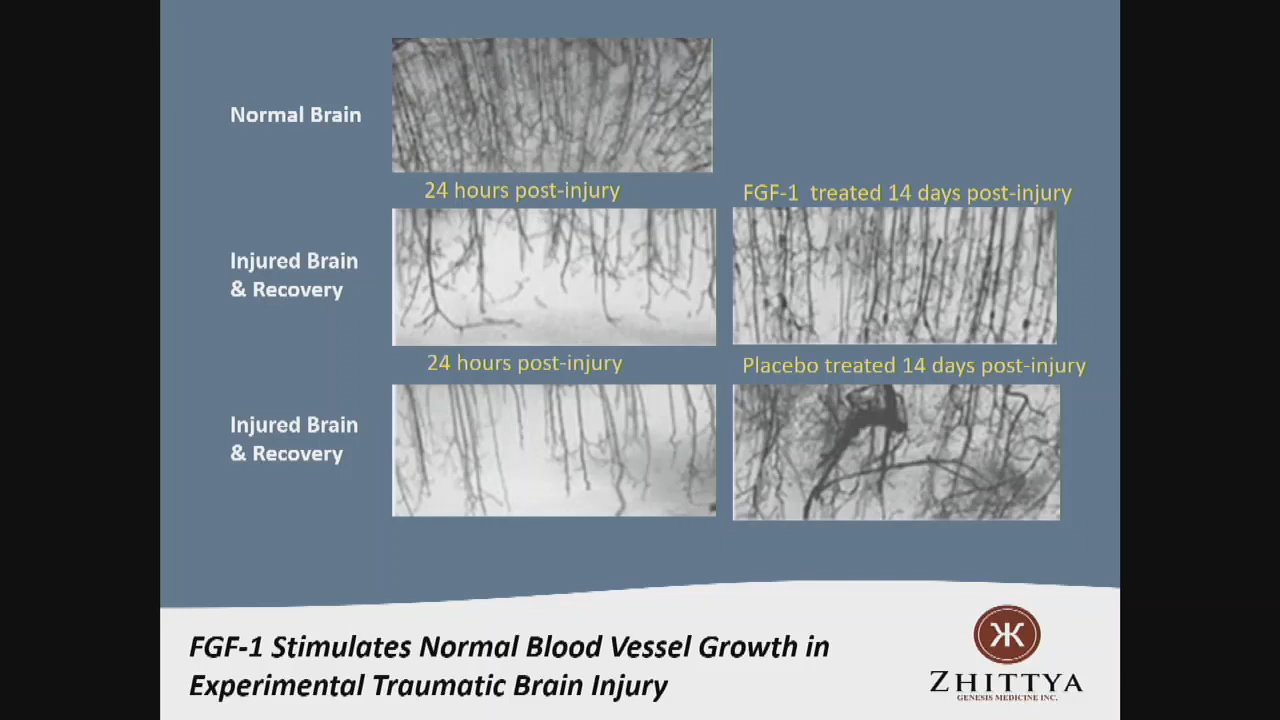 Normal Brain
24 hours post-injury
FGF-1 treated 14 days post-injury
Injured Brain
& Recovery
24 hours post-injury
Placebo treated 14 days post-injury
Injured Brain
& Recovery
FGF-1 Stimulates Normal Blood Vessel Growth in
Experimental Traumatic Brain Injury
ZHITTYA
GENESIS MEDICINE INC.